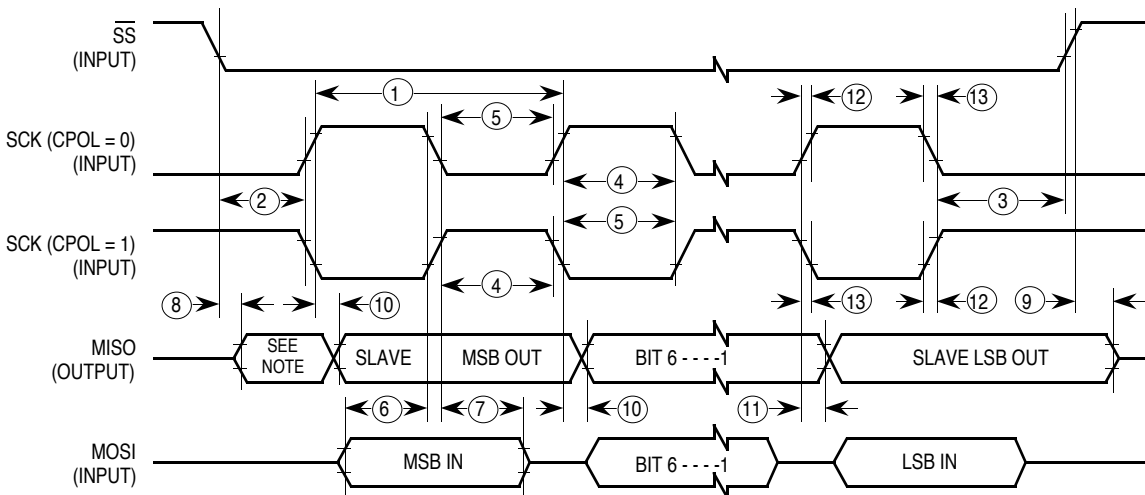 SS
(INPUT)
1
12
13
5
SCK (CPOL = 0)
(INPUT)
4
2
3
5
SCK (CPOL = 1)
(INPUT)
4
8
10
13
12
9
SEE
NOTE
SLAVE
MSB OUT
BIT 6 - - - -1
SLAVE LSB OUT
MISO
(OUTPUT)
6
7
10
11
MOSI
(INPUT)
MSB IN
BIT 6 - - - -1
LSB IN